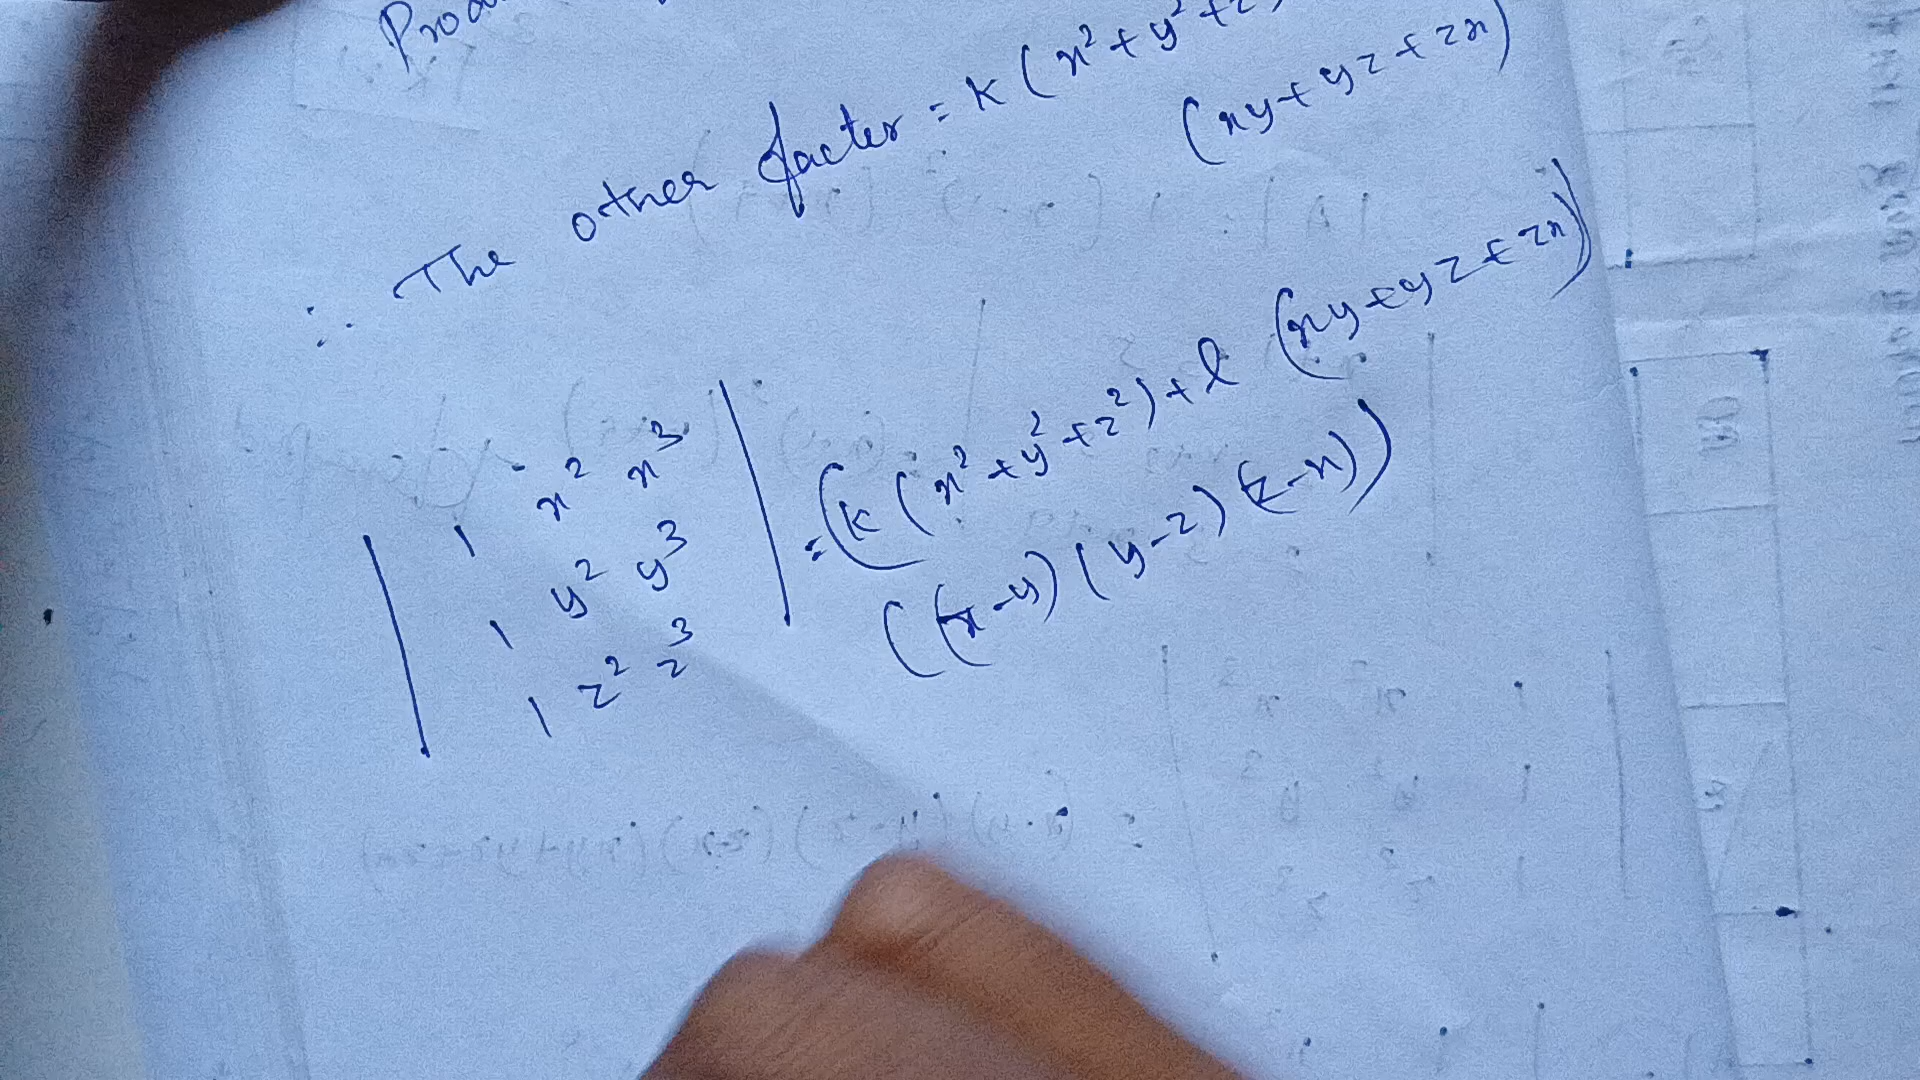 ∴ The other factor = k (x² + y² + z
(xy + yz + zx)
| 1 x² x³ | = (k (x² + y² + z²) + l (xy + yz + zx))
1 y² y³ ((x-y) (y-z) (z-x))
1 z² z³